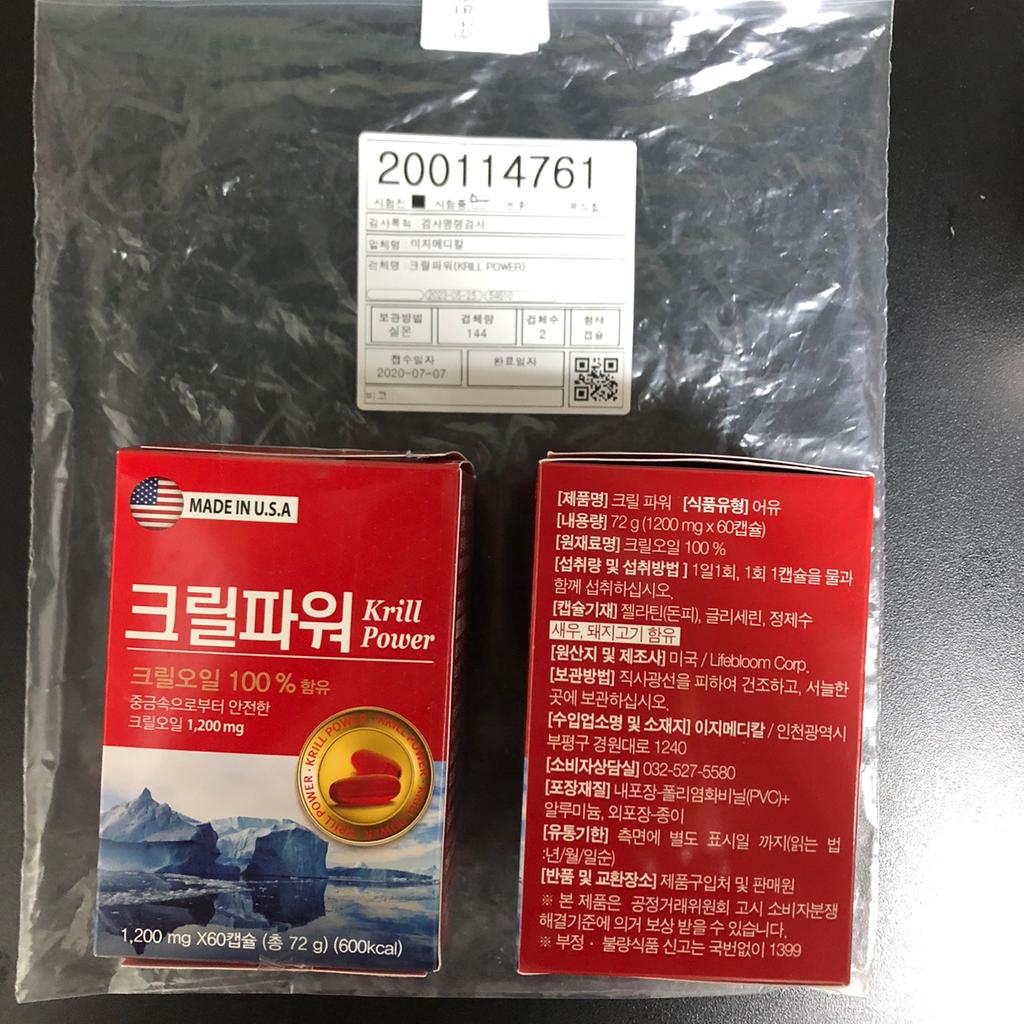 200114761
시험전 시험중
검사목적 : 검사명령검사
업체명 : 이지메디칼
검체명 : 크릴파워(KRILL POWER)
2023-05-25
보관방법 검체량 검체수 형태
실온 144 2 캡슐
접수일자 완료일자
2020-07-07
비고
MADE IN U.S.A
크릴파워 Krill Power
크릴오일 100 % 함유
중금속으로부터 안전한
크릴오일 1,200 mg
KRILL POWER · KRILL POWER
1,200 mg X60캡슐 (총 72 g) (600kcal)
[제품명] 크릴 파워 [식품유형] 어유
[내용량] 72 g (1200 mg x 60캡슐)
[원재료명] 크릴오일 100 %
[섭취량 및 섭취방법 ] 1일1회, 1회 1캡슐을 물과
함께 섭취하십시오.
[캡슐기재] 젤라틴(돈피), 글리세린, 정제수
새우, 돼지고기 함유
[원산지 및 제조사] 미국 / Lifebloom Corp.
[보관방법] 직사광선을 피하여 건조하고, 서늘한
곳에 보관하십시오.
[수입업소명 및 소재지] 이지메디칼 / 인천광역시
부평구 경원대로 1240
[소비자상담실] 032-527-5580
[포장재질] 내포장-폴리염화비닐(PVC)+
알루미늄, 외포장-종이
[유통기한] 측면에 별도 표시일 까지(읽는 법
:년/월/일순)
[반품 및 교환장소] 제품구입처 및 판매원
※ 본 제품은 공정거래위원회 고시 소비자분쟁
해결기준에 의거 보상 받을 수 있습니다.
※ 부정 · 불량식품 신고는 국번없이 1399